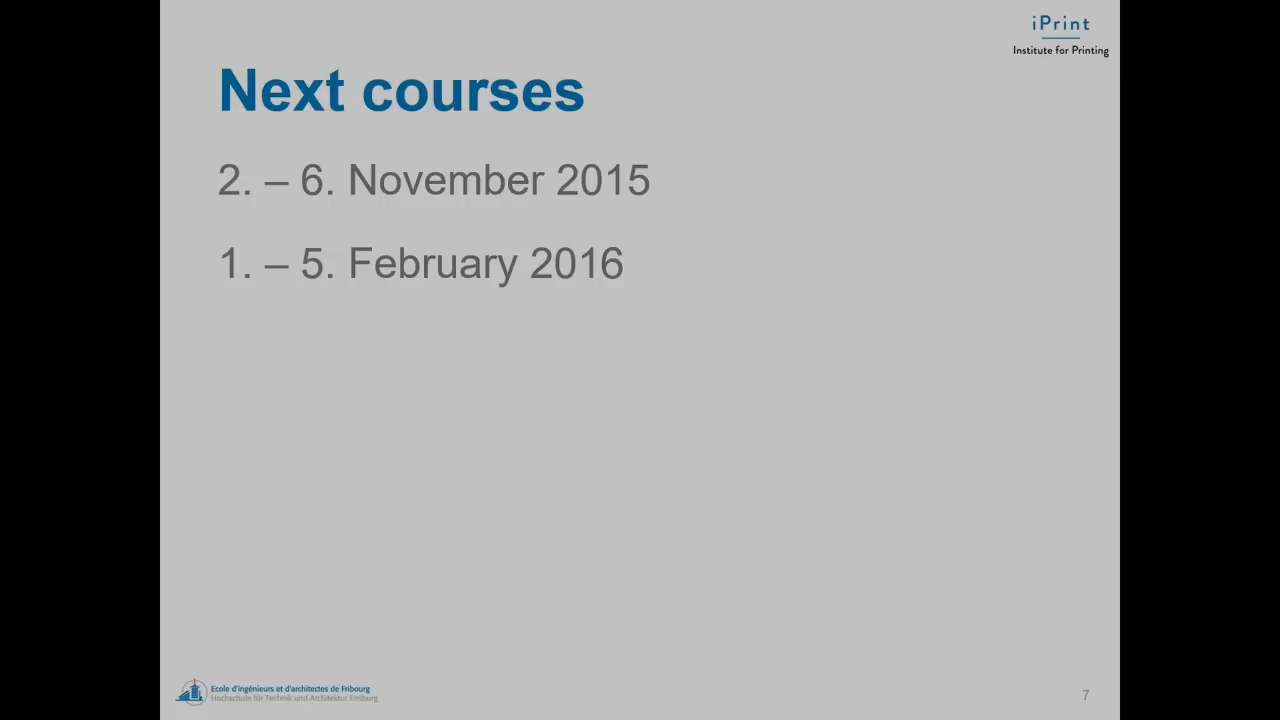 iPrint
Institute for Printing
Next courses
2. – 6. November 2015
1. – 5. February 2016
Ecole d'ingénieurs et d'architectes de Fribourg
Hochschule für Technik und Architektur Freiburg
7